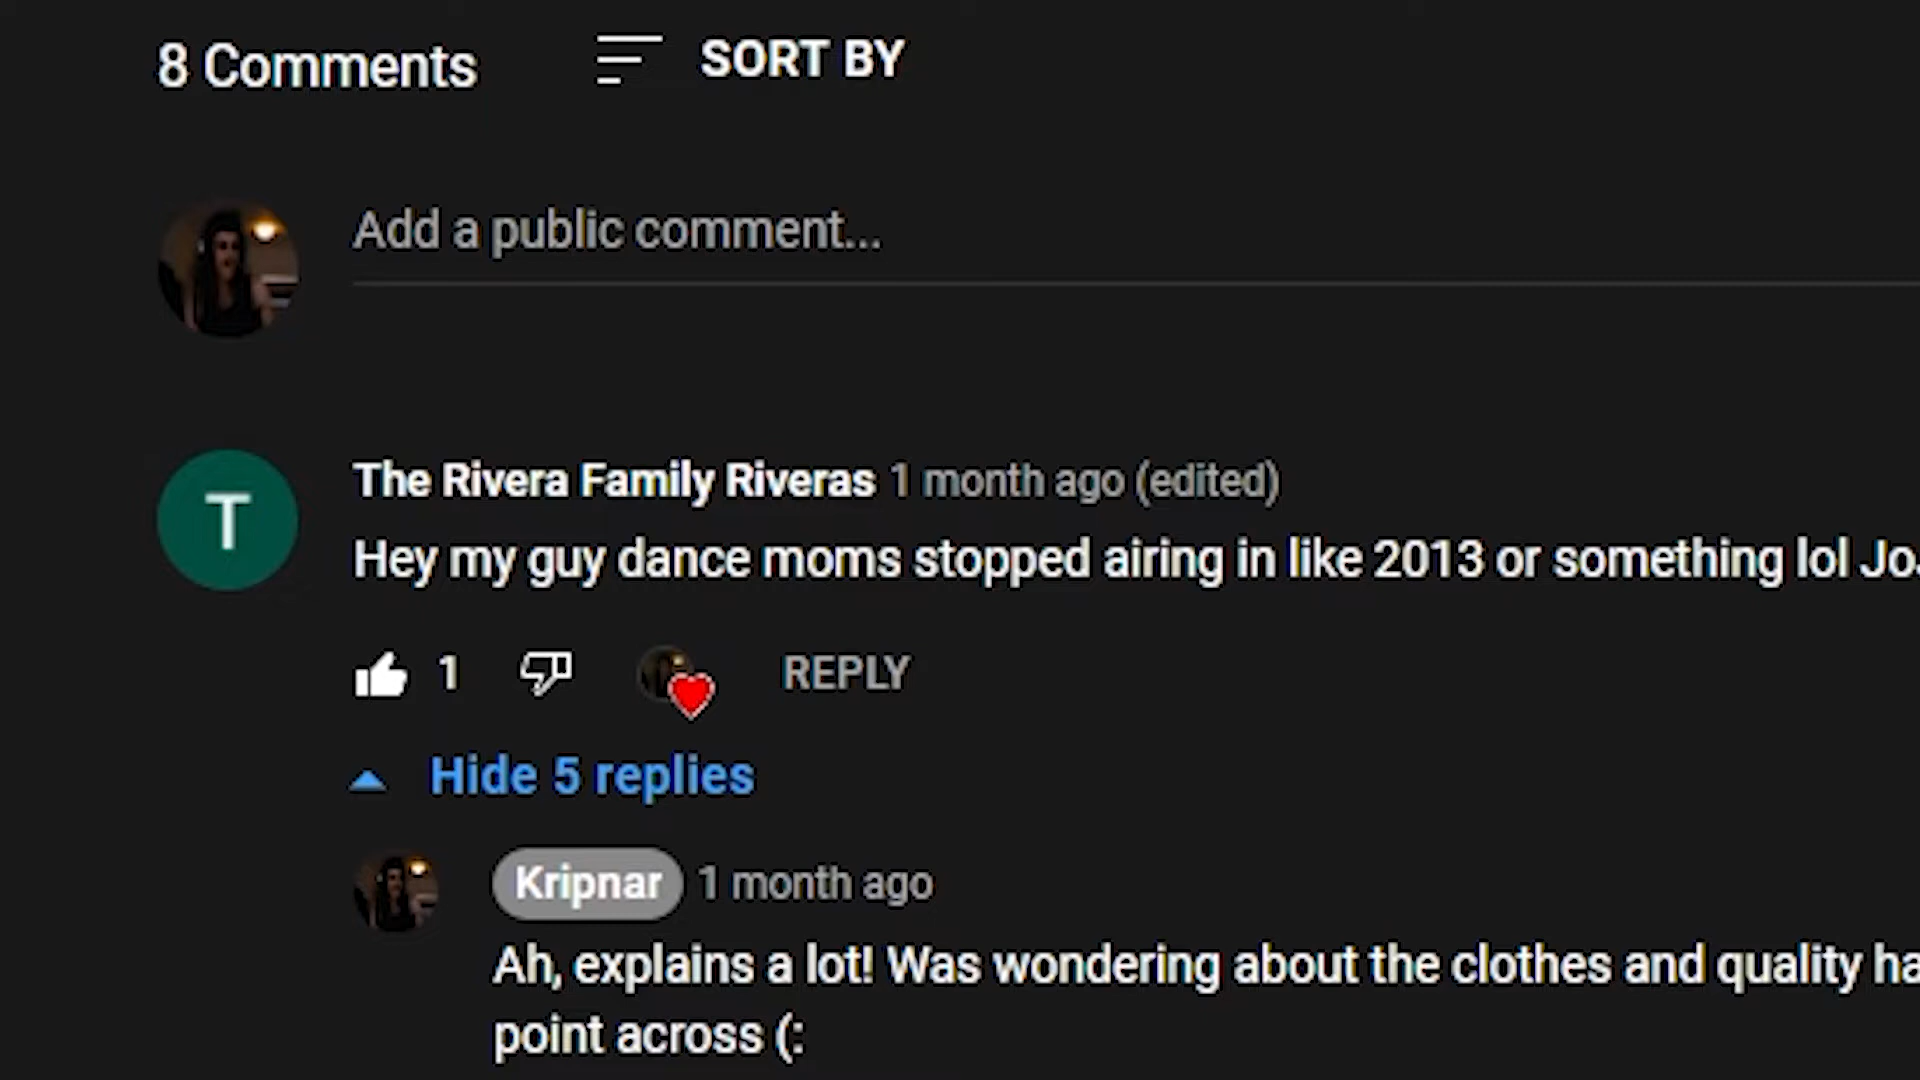 8 Comments SORT BY
Add a public comment...
T
The Rivera Family Riveras 1 month ago (edited)
Hey my guy dance moms stopped airing in like 2013 or something lol
1 REPLY
Hide 5 replies
Kripnar 1 month ago
Ah, explains a lot! Was wondering about the clothes and quality
point across (: